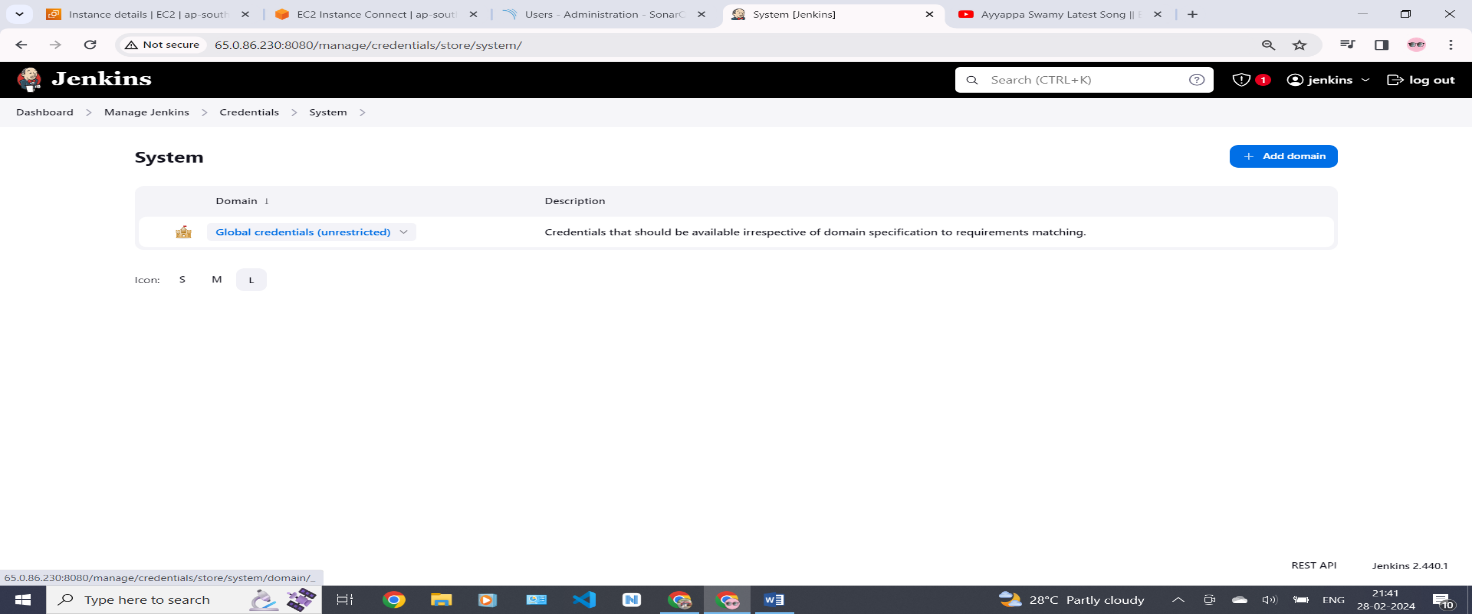 Instance details | EC2 | ap-south
EC2 Instance Connect | ap-sout
Users - Administration - SonarQ
System [Jenkins]
Ayyappa Swamy Latest Song ||
Not secure
65.0.86.230:8080/manage/credentials/store/system/
Jenkins
Search (CTRL+K)
1
jenkins
log out
Dashboard
Manage Jenkins
Credentials
System
System
Add domain
Domain ↓
Description
Global credentials (unrestricted)
Credentials that should be available irrespective of domain specification to requirements matching.
Icon: S M L
REST API
Jenkins 2.440.1
65.0.86.230:8080/manage/credentials/store/system/domain/_
Type here to search
28°C Partly cloudy
ENG
21:41
28-02-2024
10